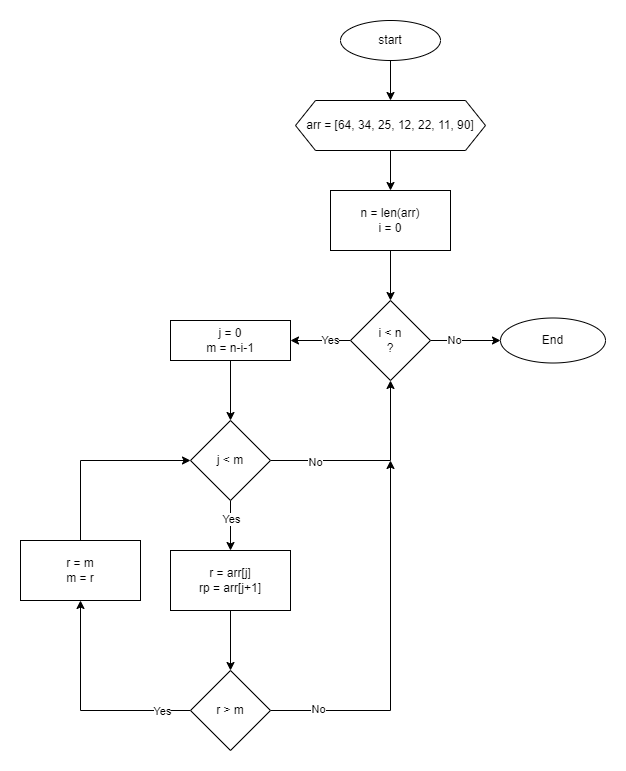 start
arr = [64, 34, 25, 12, 22, 11, 90]
n = len(arr)
i = 0
i < n
?
Yes
No
End
j = 0
m = n-i-1
j < m
No
Yes
r = m
m = r
r = arr[j]
rp = arr[j+1]
r > m
Yes
No